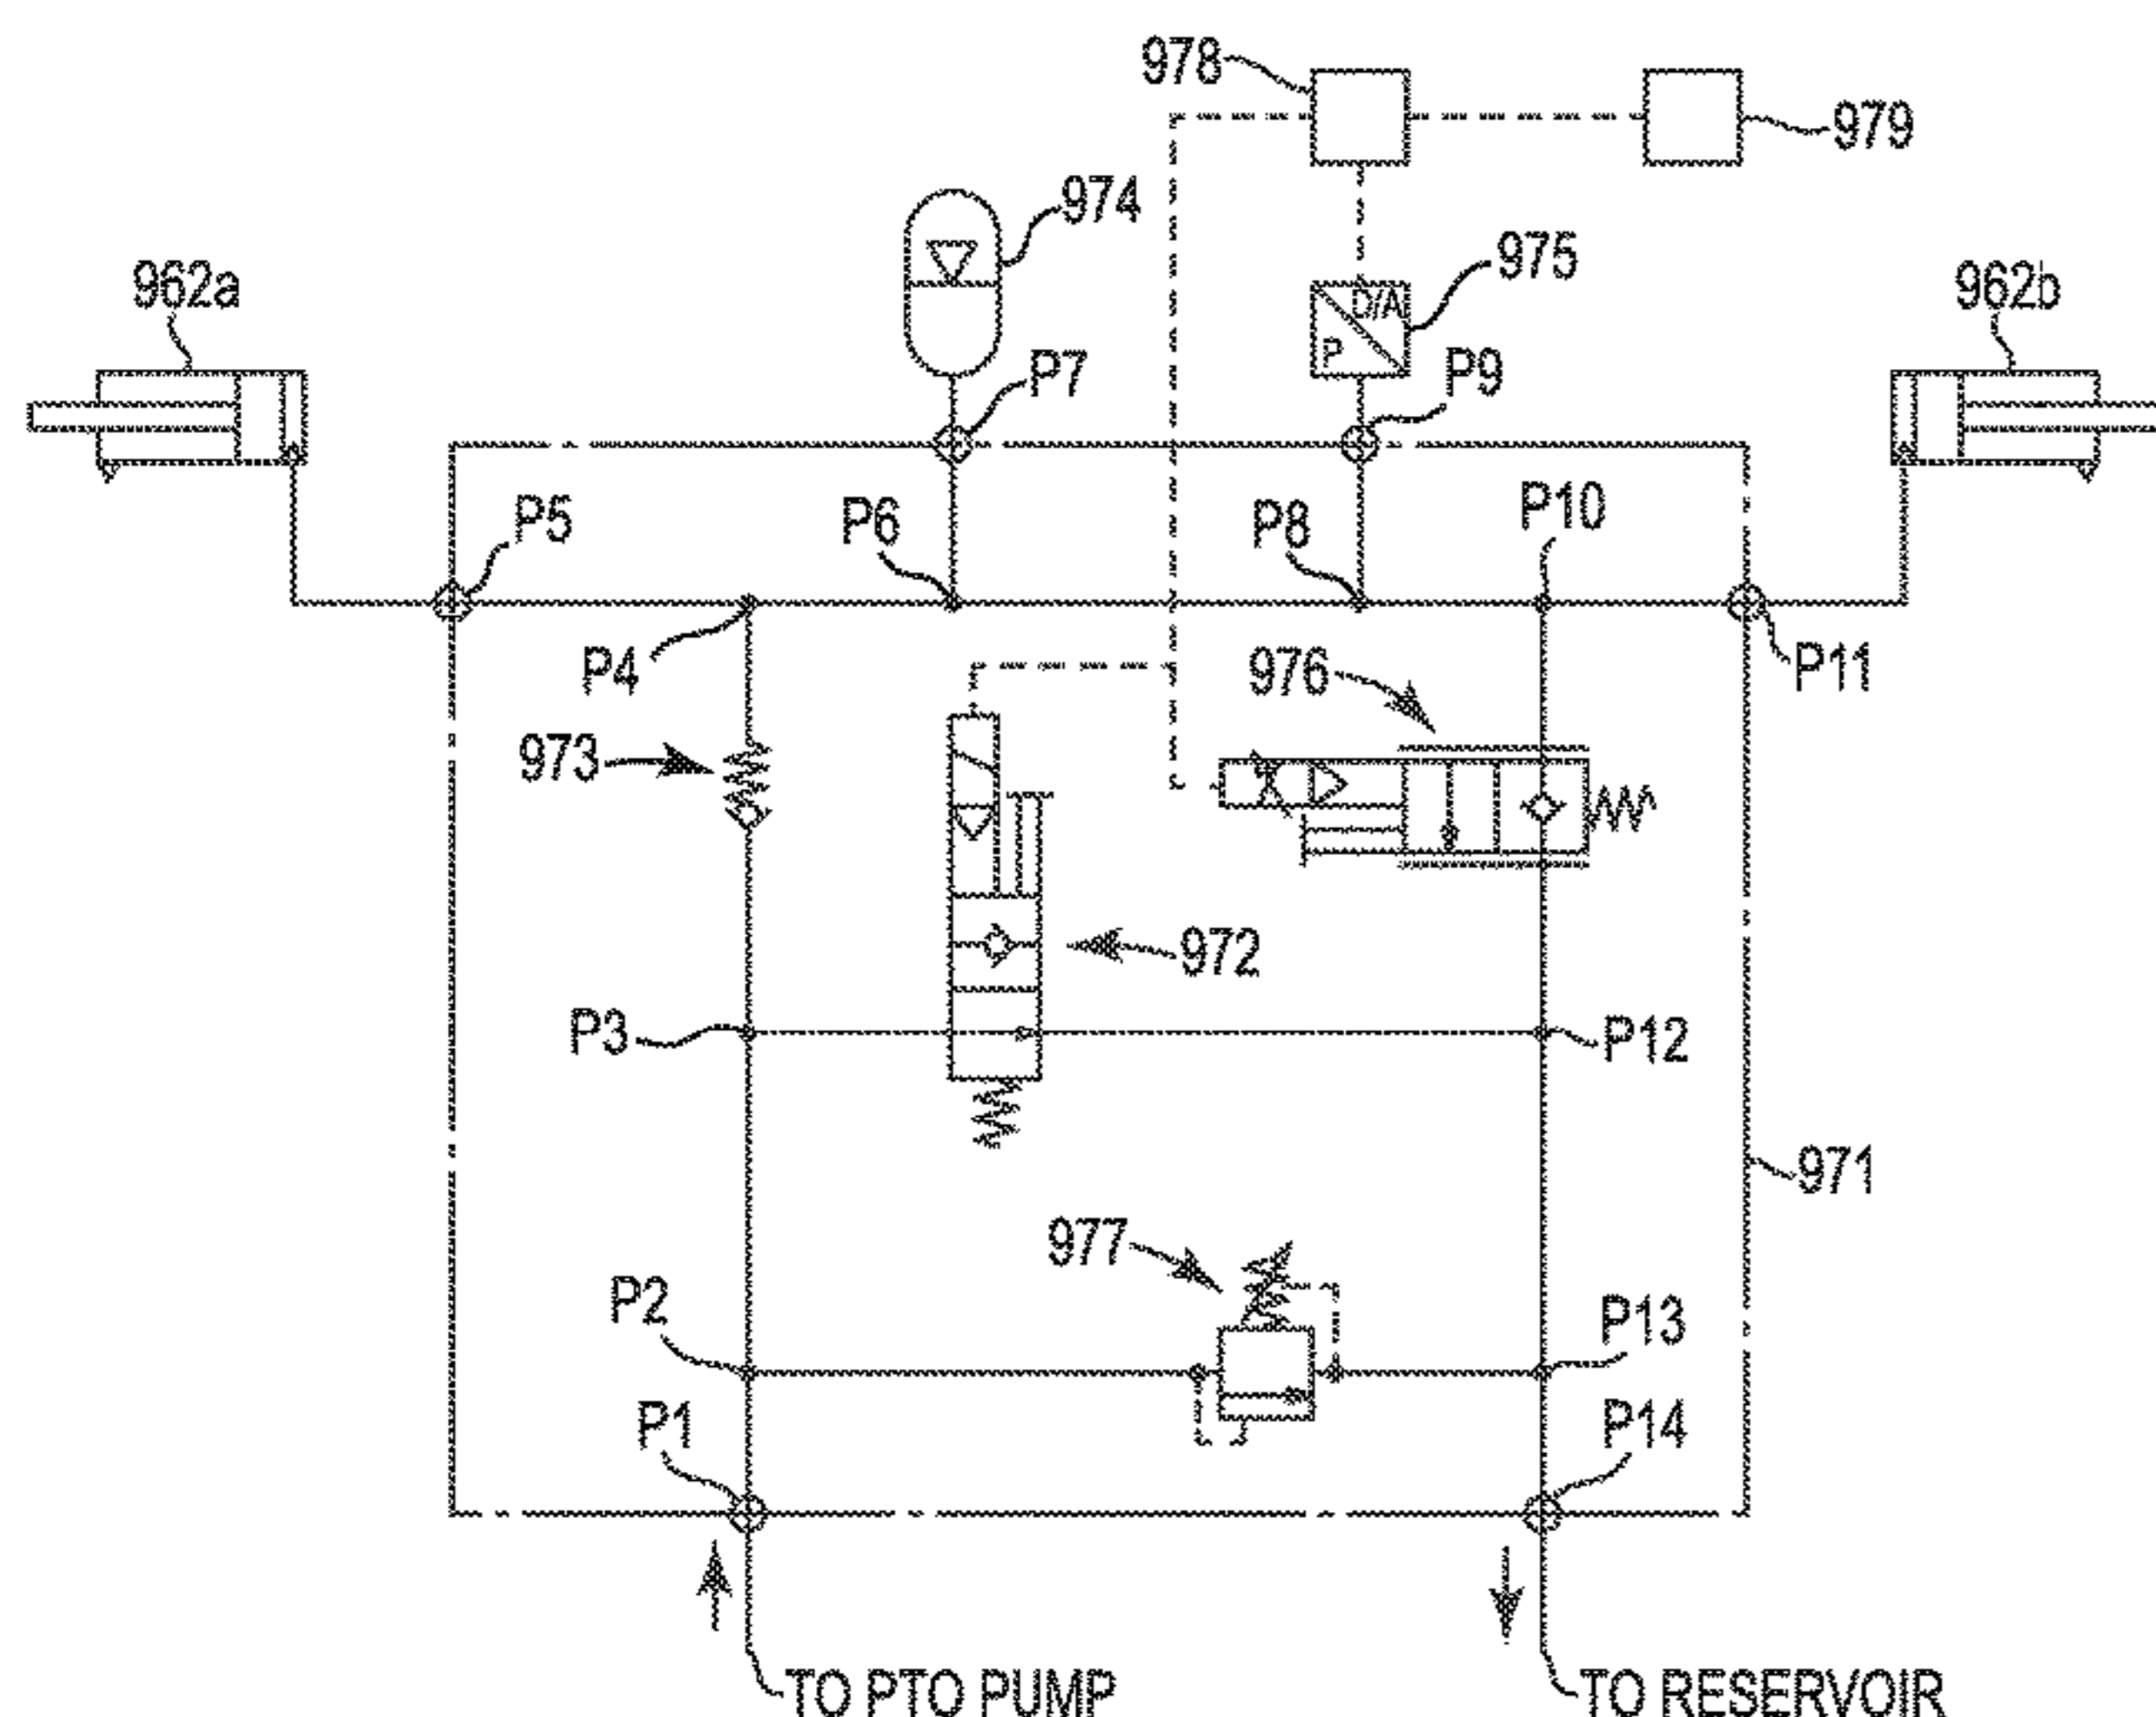 978
979
974
975
962a
962b
D/A
P
P7
P9
P5
P6
P8
P10
P4
976
P11
973
972
P3
P12
971
977
P2
P13
P1
P14
TO PTO PUMP
TO RESERVOIR